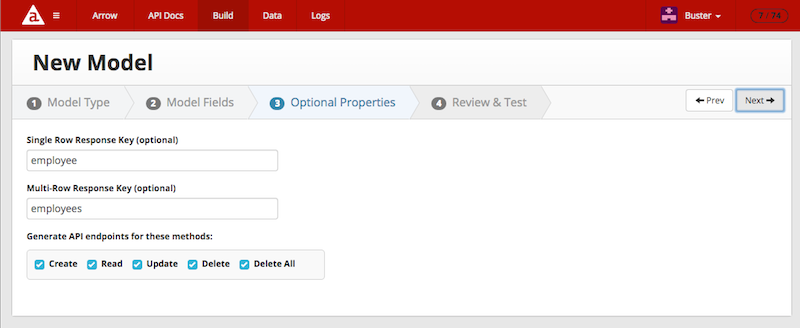 a Arrow API Docs Build Data Logs Buster 7 / 74
New Model
1 Model Type 2 Model Fields 3 Optional Properties 4 Review & Test Prev Next
Single Row Response Key (optional)
employee
Multi-Row Response Key (optional)
employees
Generate API endpoints for these methods:
Create Read Update Delete Delete All